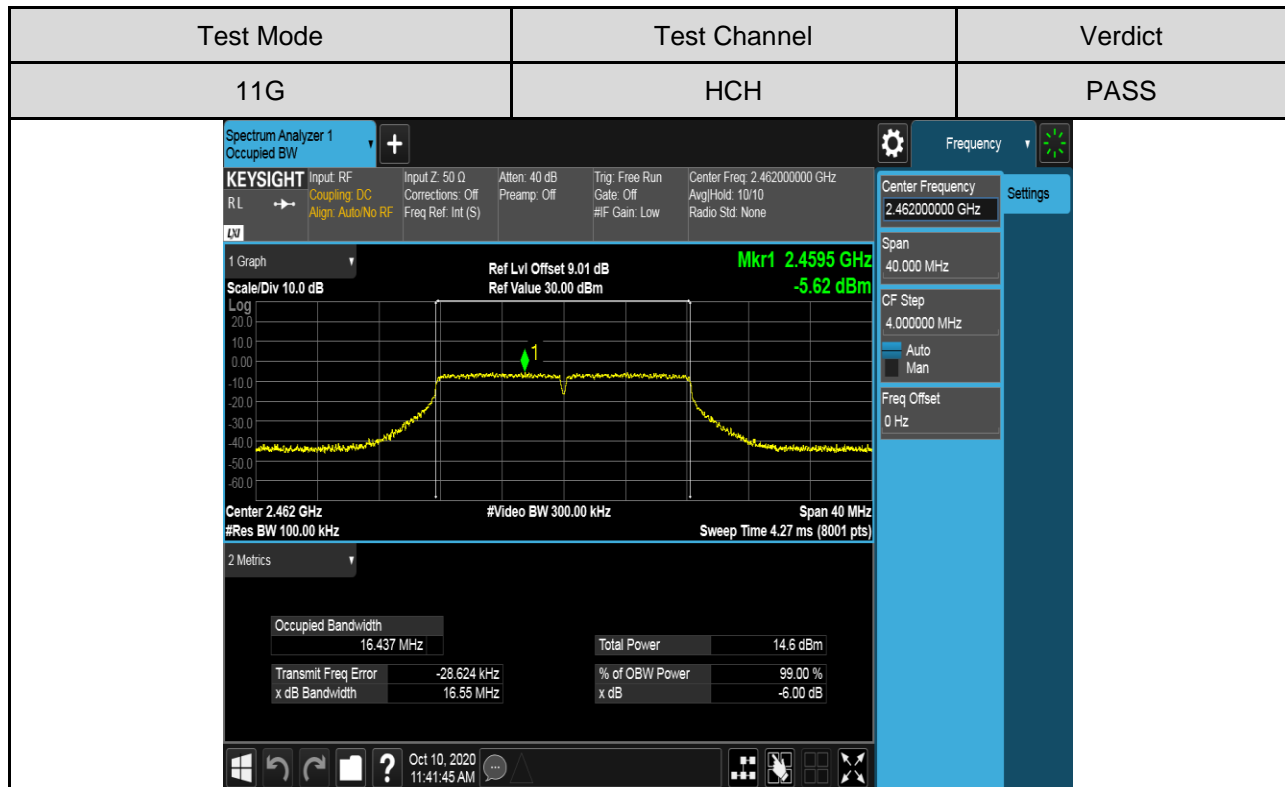 Test Mode Test Channel Verdict
11G HCH PASS
Spectrum Analyzer 1
Occupied BW
+
Frequency
KEYSIGHT Input: RF Input Z: 50 Ω Atten: 40 dB Trig: Free Run Center Freq: 2.462000000 GHz
RL Coupling: DC Corrections: Off Preamp: Off Gate: Off Avg|Hold: 10/10
Align: Auto/No RF Freq Ref: Int (S) #IF Gain: Low Radio Std: None
LXI
Center Frequency
2.462000000 GHz
Settings
Span
40.000 MHz
CF Step
4.000000 MHz
Auto
Man
Freq Offset
0 Hz
1 Graph Ref Lvl Offset 9.01 dB Mkr1 2.4595 GHz
Scale/Div 10.0 dB Ref Value 30.00 dBm -5.62 dBm
Log
20.0
10.0
0.00
-10.0
-20.0
-30.0
-40.0
-50.0
-60.0
1
Center 2.462 GHz #Video BW 300.00 kHz Span 40 MHz
#Res BW 100.00 kHz Sweep Time 4.27 ms (8001 pts)
2 Metrics
Occupied Bandwidth
16.437 MHz Total Power 14.6 dBm
Transmit Freq Error -28.624 kHz % of OBW Power 99.00 %
x dB Bandwidth 16.55 MHz x dB -6.00 dB
? Oct 10, 2020
11:41:45 AM